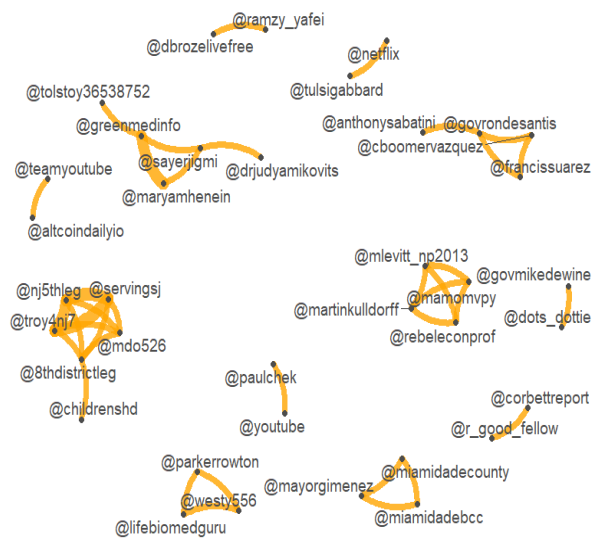 @ramzy_yafei
@dbrozelivefree
@netflix
@tulsigabbard
@tolstoy36538752
@greenmedinfo
@anthonysabatini @govrondesantis
@cboomervazquez
@sayerjigmi
@drjudyamikovits
@francissuarez
@teamyoutube
@maryamhenein
@altcoindailyio
@mlevitt_np2013
@govmikedewine
@nj5thleg @servingsj
@mamomvpy
@martinkulldorff
@troy4nj7
@dots_dottie
@mdo526
@rebeleconprof
@8thdistrictleg
@paulchek
@corbettreport
@childrenshd
@youtube
@r_good_fellow
@parkerrowton
@miamidadecounty
@mayorgimenez
@westy556
@lifebiomedguru
@miamidadebcc